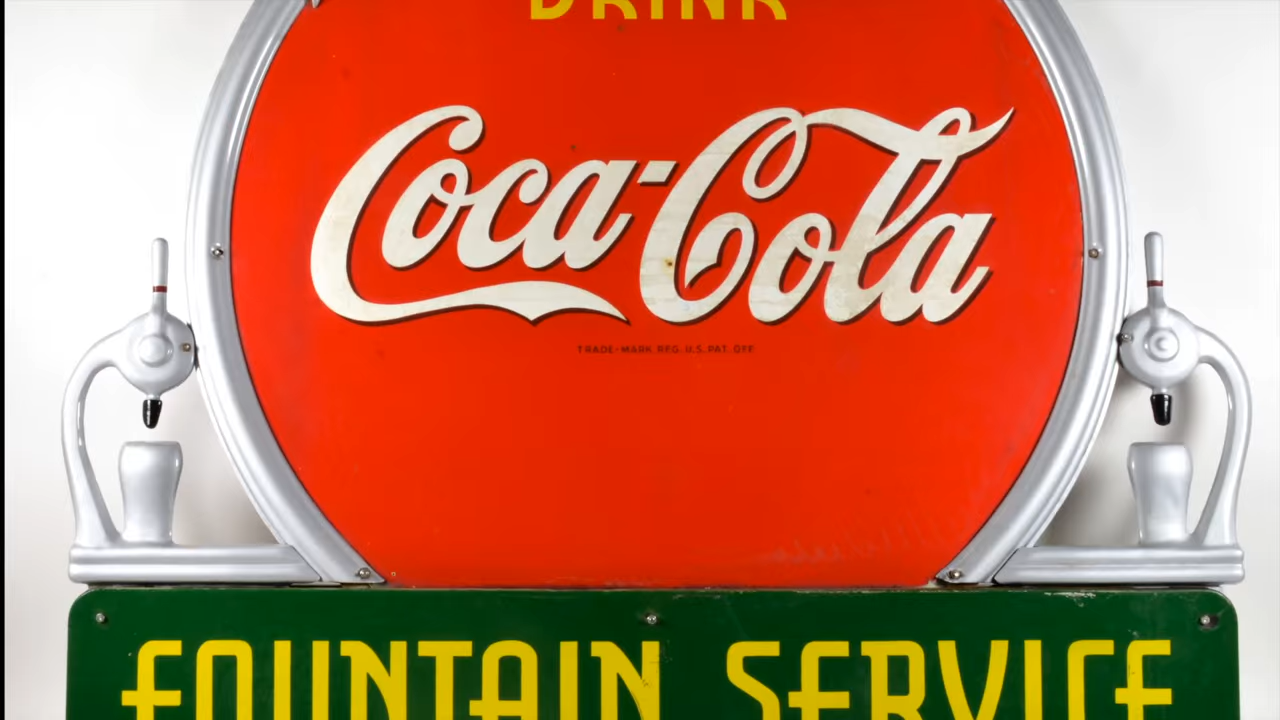 DRINK
Coca-Cola
TRADE-MARK REG. U.S. PAT. OFF.
FOUNTAIN SERVICE